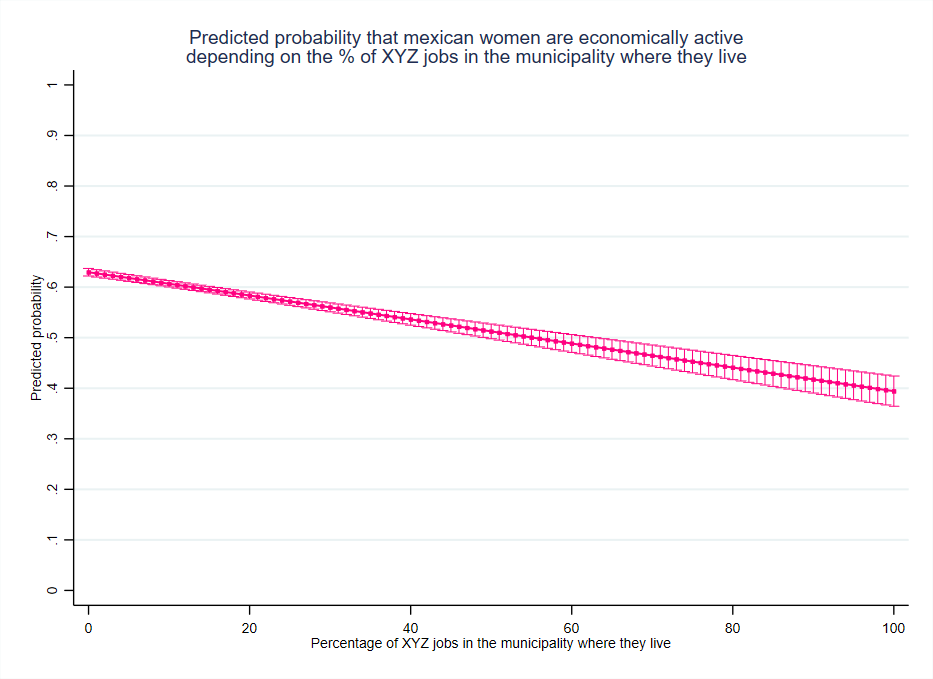 Predicted probability that mexican women are economically active
depending on the % of XYZ jobs in the municipality where they live
Predicted probability
1
.9
.8
.7
.6
.5
.4
.3
.2
.1
0
0 20 40 60 80 100
Percentage of XYZ jobs in the municipality where they live